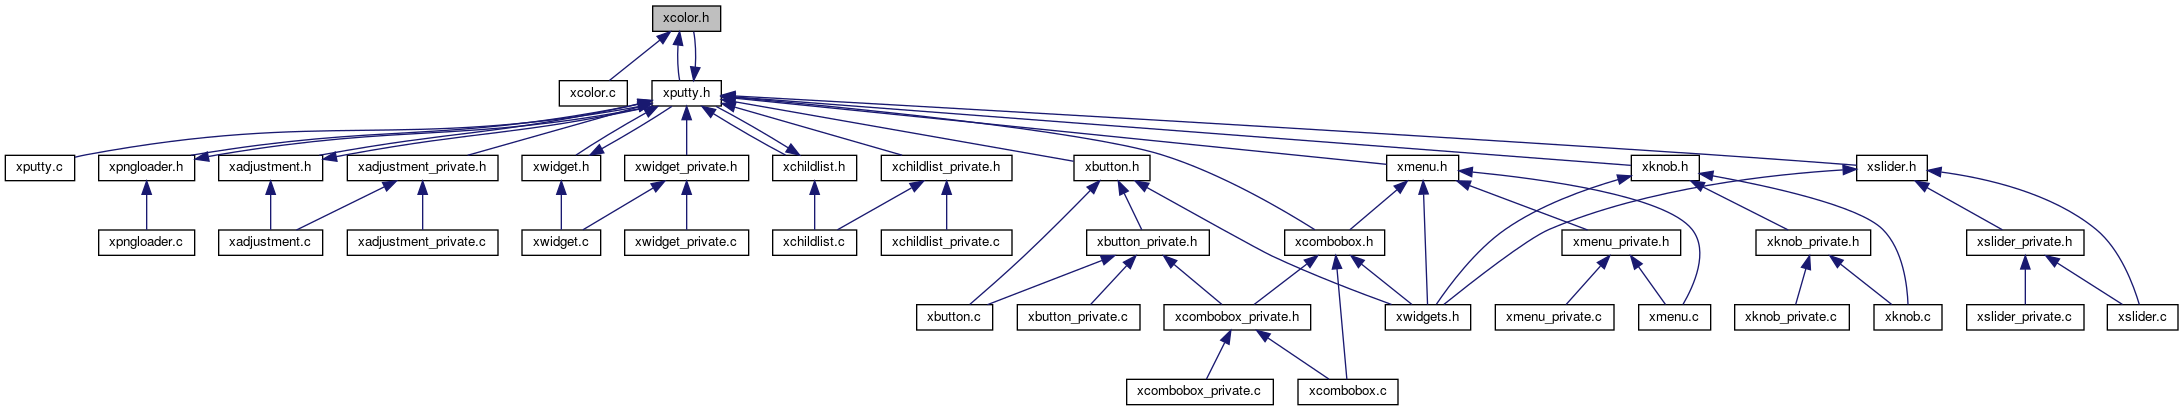 xcolor.h
xcolor.c
xputty.h
xputty.c
xpngloader.h
xadjustment.h
xadjustment_private.h
xwidget.h
xwidget_private.h
xchildlist.h
xchildlist_private.h
xbutton.h
xmenu.h
xknob.h
xslider.h
xpngloader.c
xadjustment.c
xadjustment_private.c
xwidget.c
xwidget_private.c
xchildlist.c
xchildlist_private.c
xbutton_private.h
xcombobox.h
xmenu_private.h
xknob_private.h
xslider_private.h
xbutton.c
xbutton_private.c
xcombobox_private.h
xwidgets.h
xmenu_private.c
xmenu.c
xknob_private.c
xknob.c
xslider_private.c
xslider.c
xcombobox_private.c
xcombobox.c